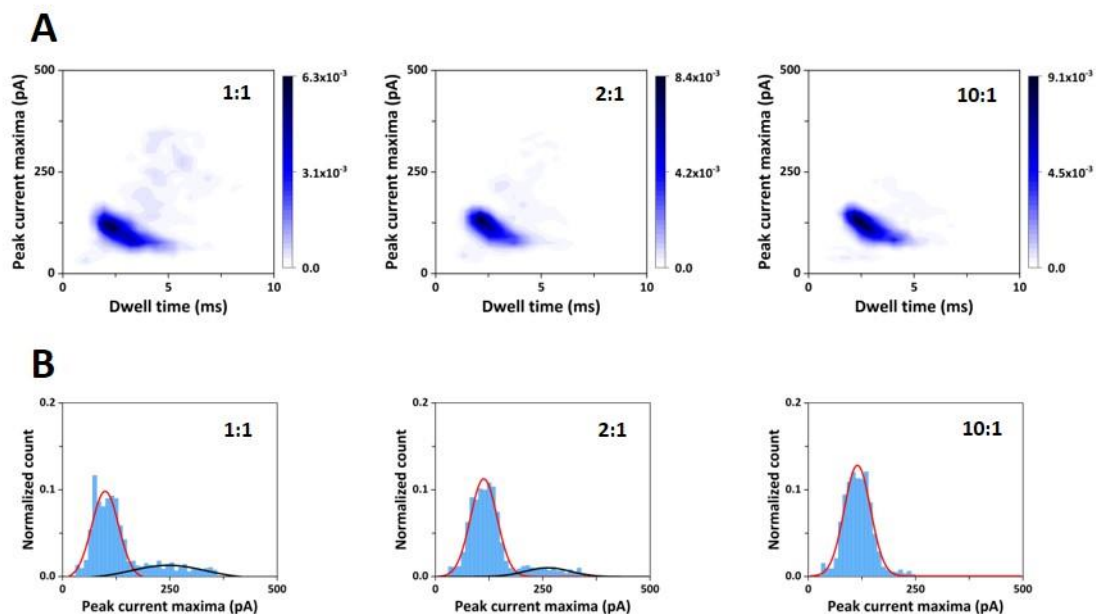 A
Peak current maxima (pA)
500
250
0
1:1
0
5
10
Dwell time (ms)
6.3x10⁻³
3.1x10⁻³
0.0
Peak current maxima (pA)
500
250
0
2:1
0
5
10
Dwell time (ms)
8.4x10⁻³
4.2x10⁻³
0.0
Peak current maxima (pA)
500
250
0
10:1
0
5
10
Dwell time (ms)
9.1x10⁻³
4.5x10⁻³
0.0
B
Normalized count
0.2
0.1
0.0
1:1
0
250
500
Peak current maxima (pA)
Normalized count
0.2
0.1
0.0
2:1
0
250
500
Peak current maxima (pA)
Normalized count
0.2
0.1
0.0
10:1
0
250
500
Peak current maxima (pA)